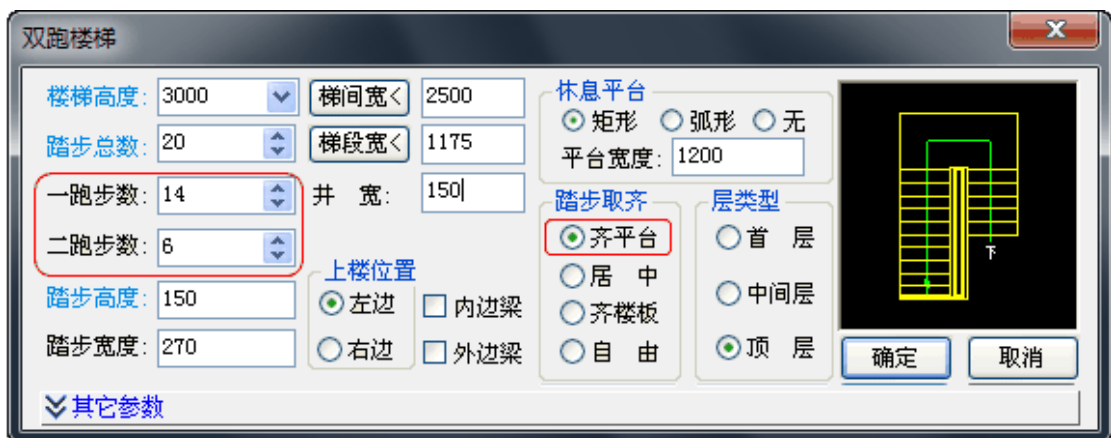 双跑楼梯
楼梯高度: 3000 梯间宽< 2500
踏步总数: 20 梯段宽< 1175
一跑步数: 14 井 宽: 150
二跑步数: 6
踏步高度: 150
踏步宽度: 270
上楼位置
左边 内边梁
右边 外边梁
休息平台
矩形 弧形 无
平台宽度: 1200
踏步取齐
齐平台
居 中
齐楼板
自 由
层类型
首 层
中间层
顶 层
下
确定 取消
其它参数